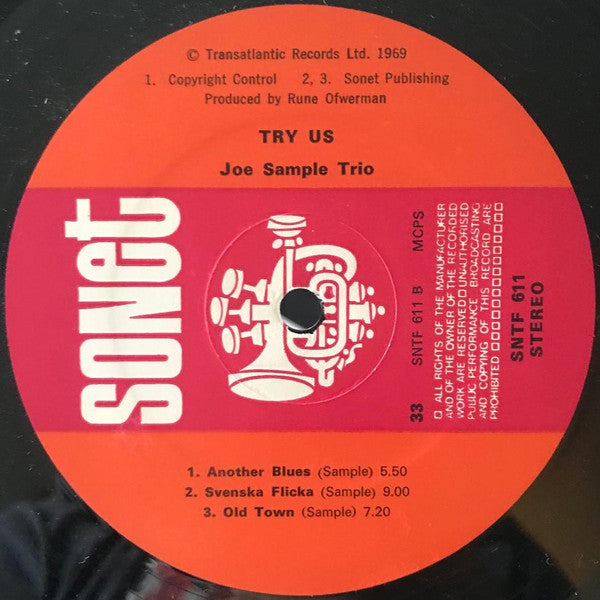 © Transatlantic Records Ltd. 1969
1. Copyright Control 2, 3. Sonet Publishing
Produced by Rune Ofwerman
TRY US
Joe Sample Trio
sonet
33 SNTF 611 B MCPS
ALL RIGHTS OF THE MANUFACTURER
AND OF THE OWNER OF THE RECORDED
WORK ARE RESERVED UNAUTHORISED
PUBLIC PERFORMANCE BROADCASTING
AND COPYING OF THIS RECORD ARE
PROHIBITED
SNTF 611
STEREO
1. Another Blues (Sample) 5.50
2. Svenska Flicka (Sample) 9.00
3. Old Town (Sample) 7.20